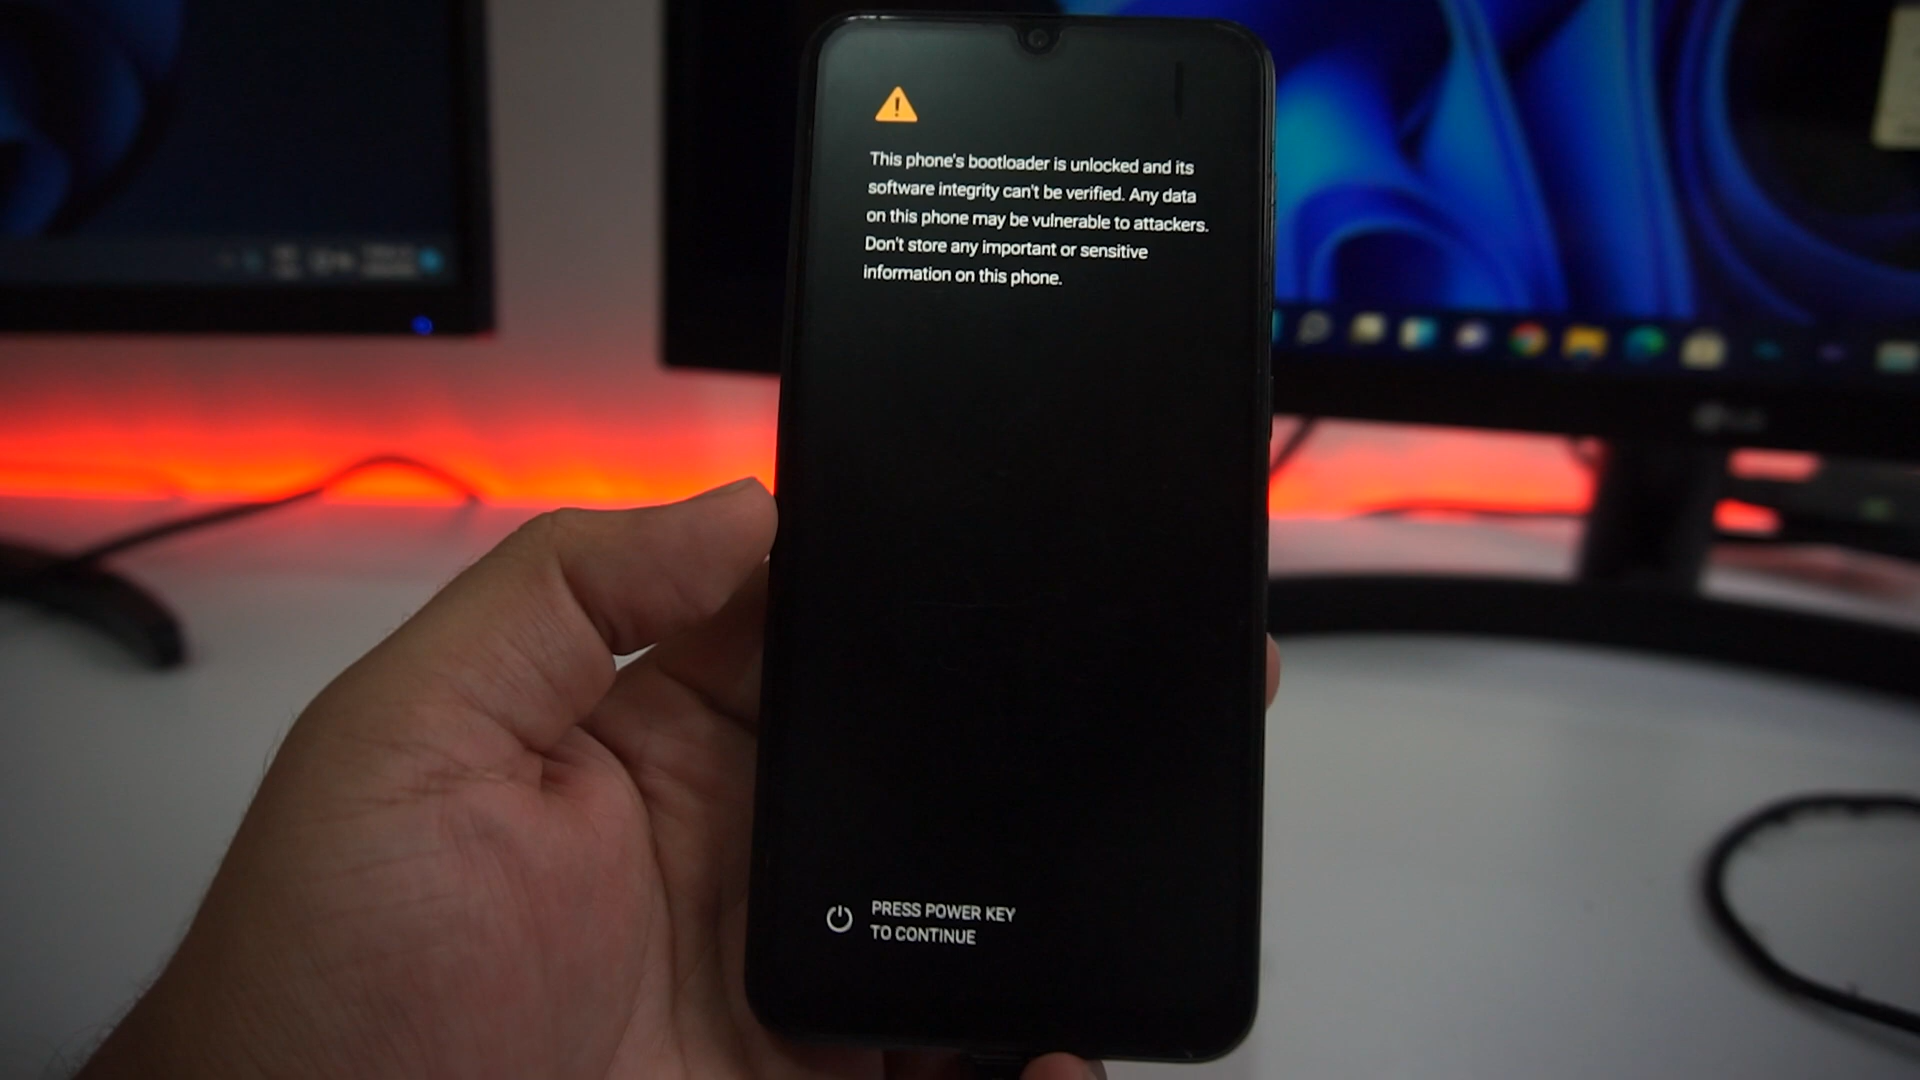 This phone's bootloader is unlocked and its
software integrity can't be verified. Any data
on this phone may be vulnerable to attackers.
Don't store any important or sensitive
information on this phone.
PRESS POWER KEY
TO CONTINUE